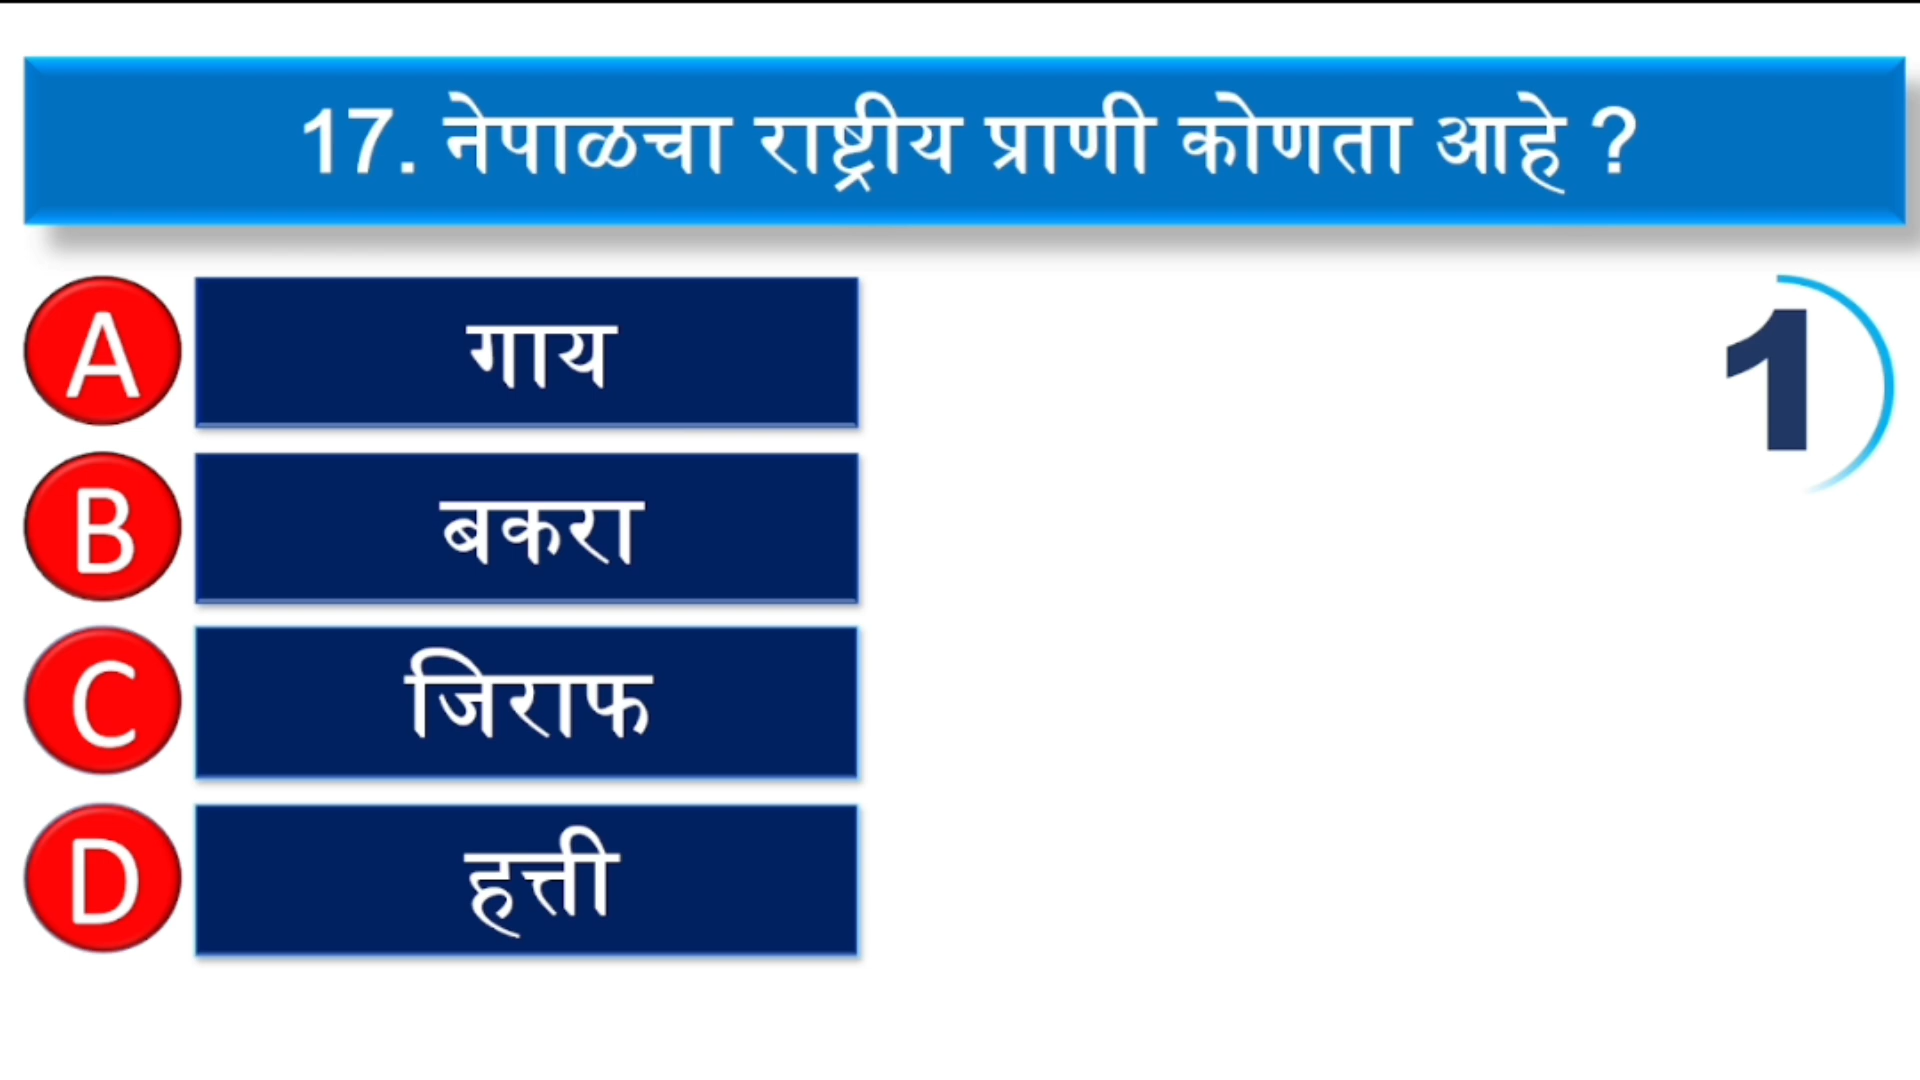 17. नेपाळचा राष्ट्रीय प्राणी कोणता आहे ?
A गाय
1
B बकरा
C जिराफ
D हत्ती